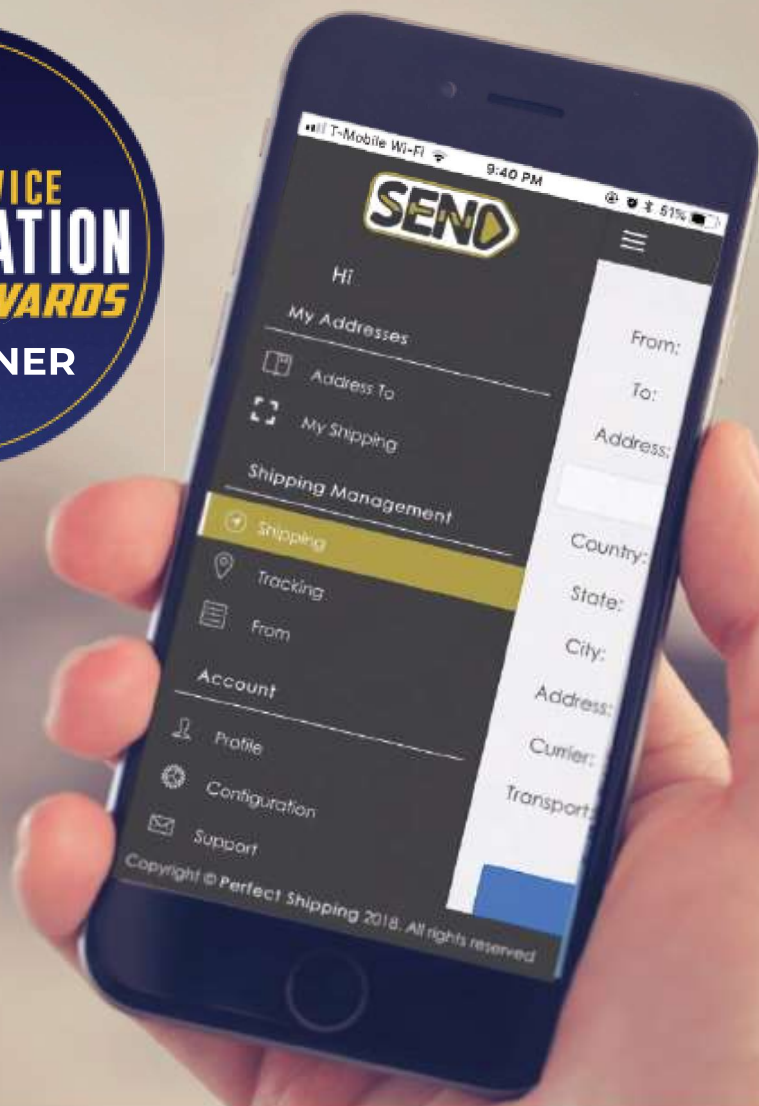 VICE
ATION
WARDS
NER
T-Mobile Wi-Fi
9:40 PM
51%
SEND
Hi
My Addresses
Address To
My Shipping
Shipping Management
Shipping
Tracking
From
Account
Profile
Configuration
Support
Copyright © Perfect Shipping 2018. All rights reserved
From:
To:
Address:
Country:
State:
City:
Address:
Currier:
Transport: